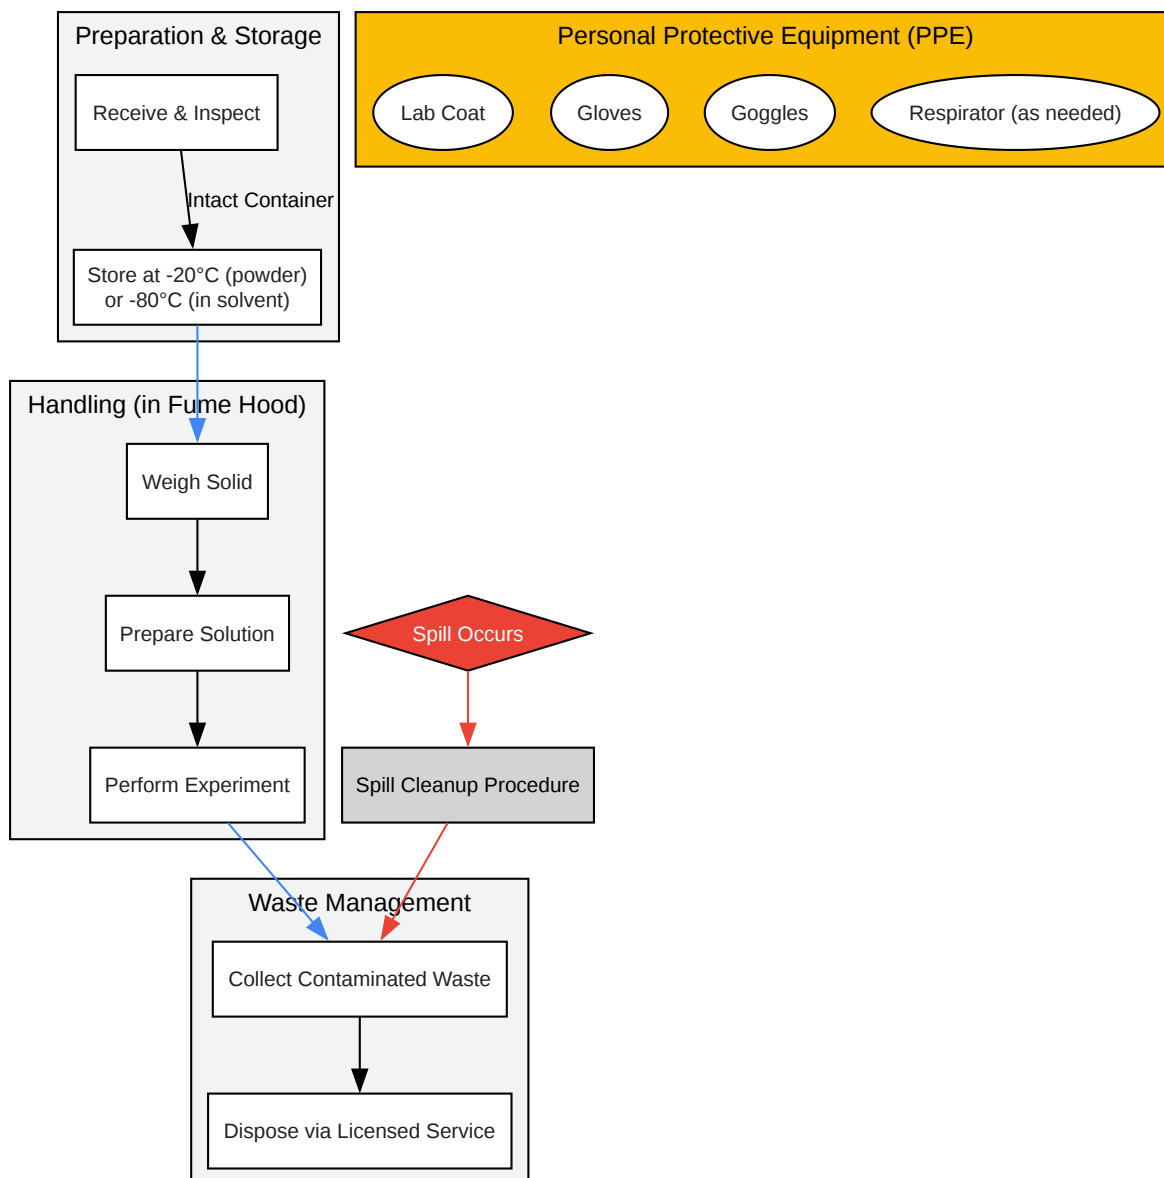 Preparation & Storage
Receive & Inspect
Intact Container
Store at -20°C (powder)
or -80°C (in solvent)
Personal Protective Equipment (PPE)
Lab Coat
Gloves
Goggles
Respirator (as needed)
Handling (in Fume Hood)
Weigh Solid
Prepare Solution
Perform Experiment
Spill Occurs
Spill Cleanup Procedure
Waste Management
Collect Contaminated Waste
Dispose via Licensed Service